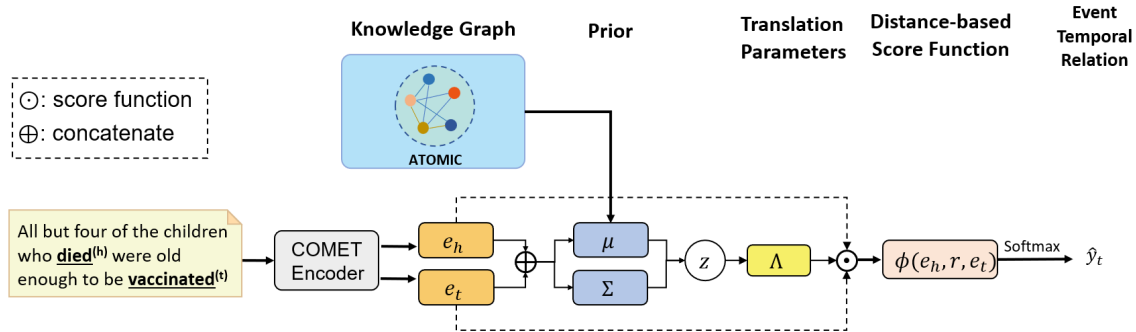 Knowledge Graph
Prior
Translation
Parameters
Distance-based
Score Function
Event
Temporal
Relation
⊙: score function
⊕: concatenate
ATOMIC
All but four of the children
who died(h) were old
enough to be vaccinated(t)
COMET
Encoder
e_h
e_t
⊕
μ
Σ
z
Λ
⊙
ϕ(e_h, r, e_t)
Softmax
ŷ_t